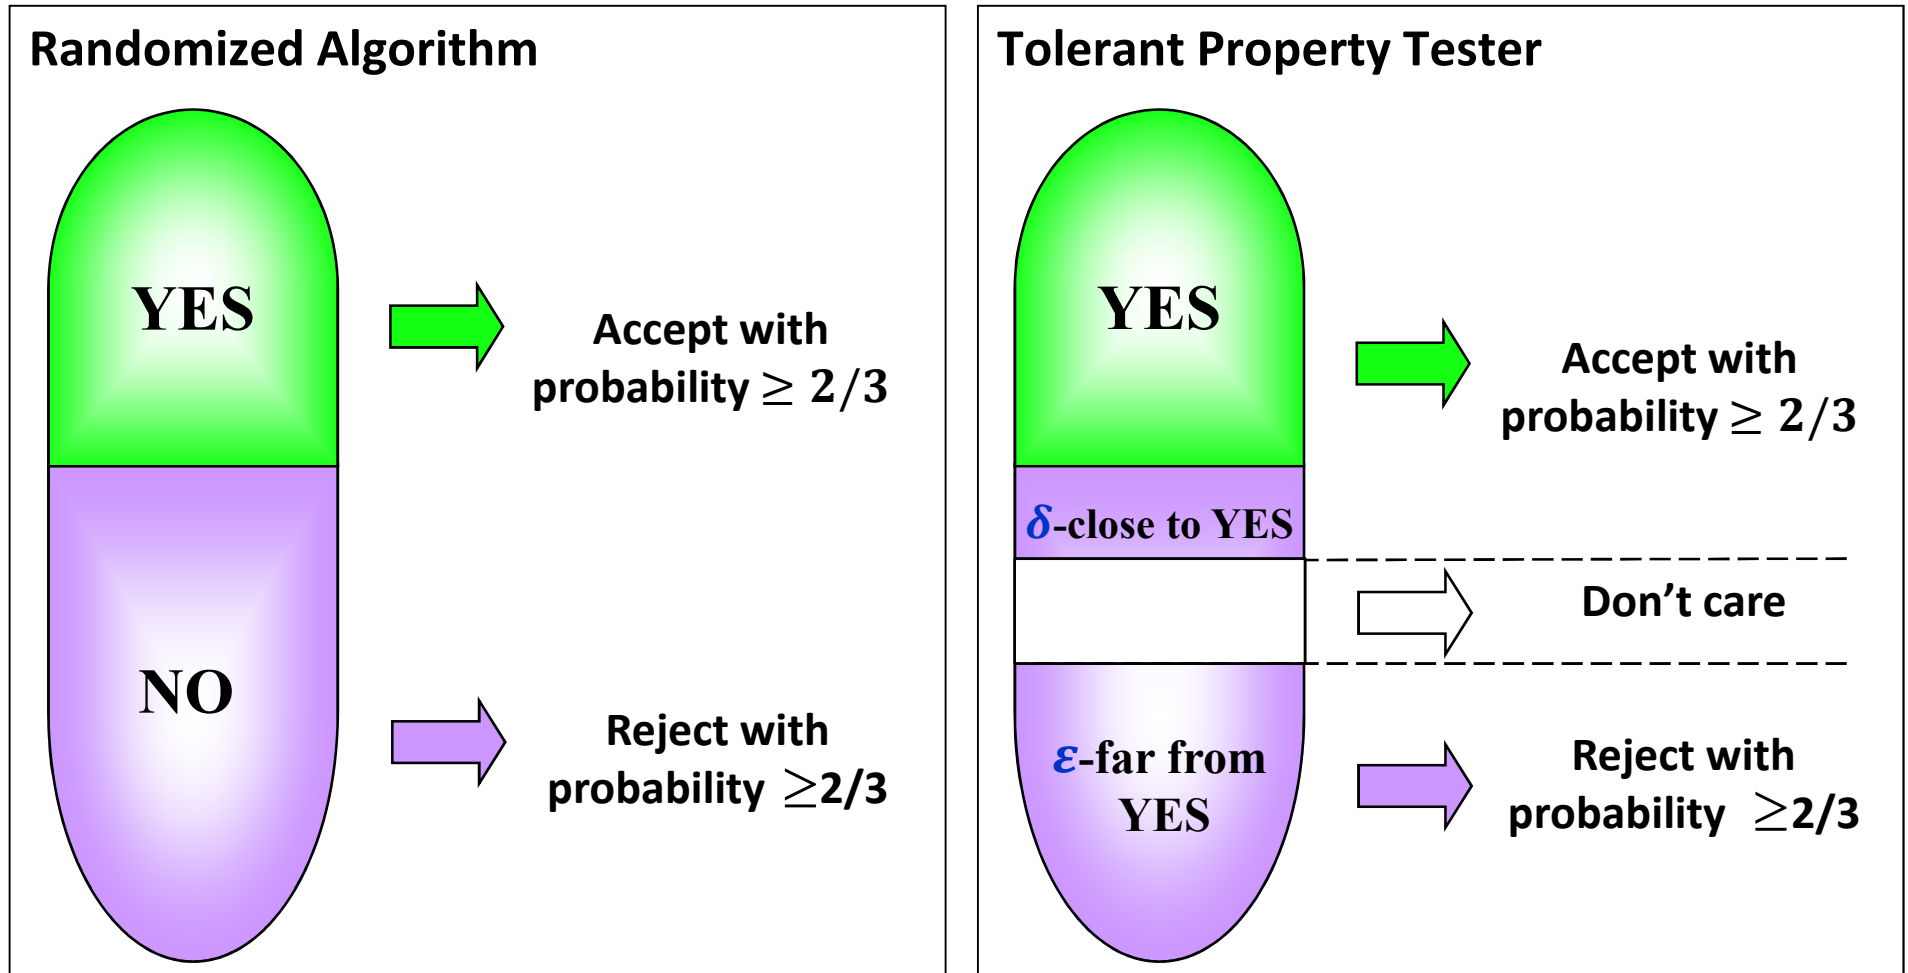 Randomized Algorithm
YES
Accept with
probability ≥ 2/3
NO
Reject with
probability ≥2/3
Tolerant Property Tester
YES
Accept with
probability ≥ 2/3
δ-close to YES
Don't care
ε-far from
YES
Reject with
probability ≥2/3